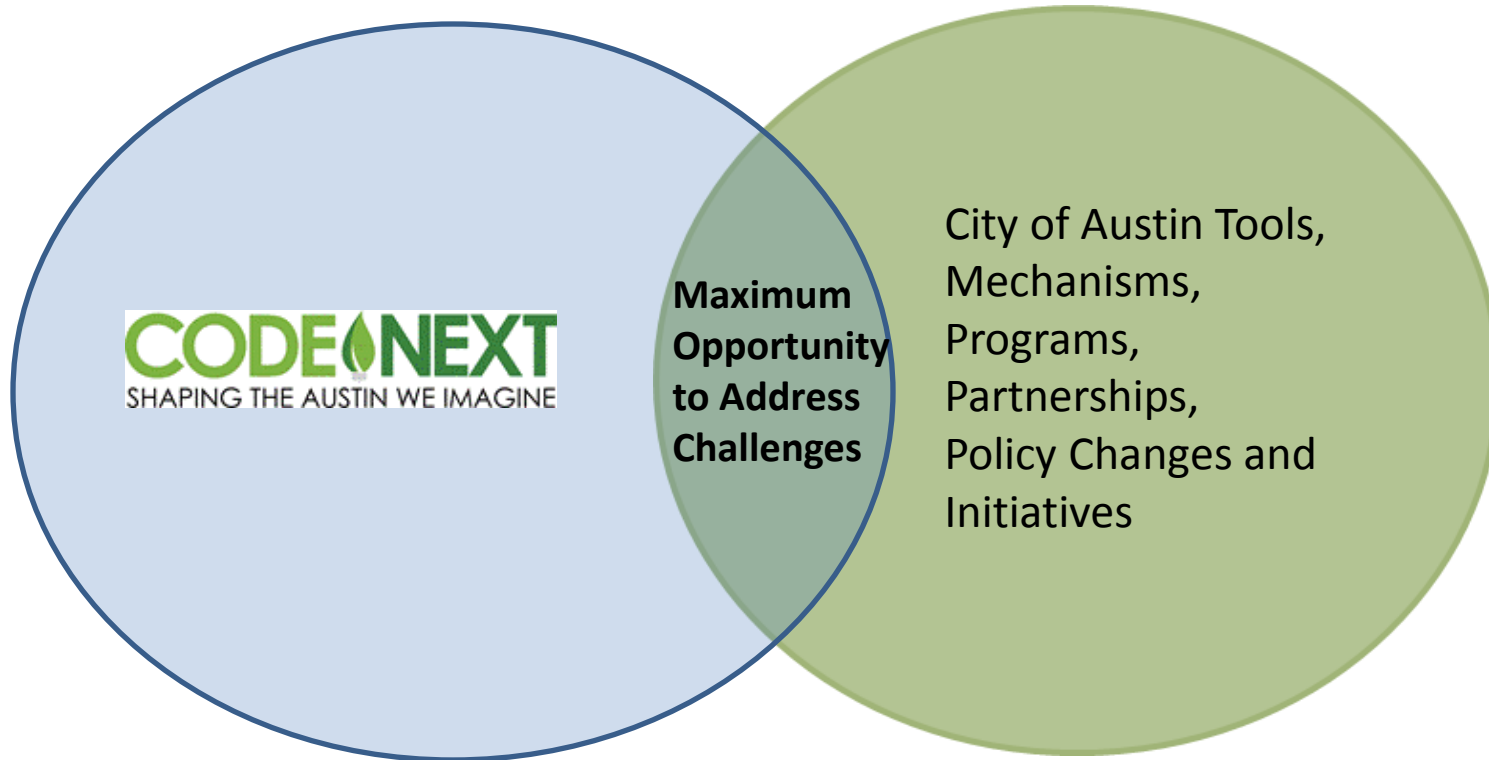 CODE NEXT
SHAPING THE AUSTIN WE IMAGINE
Maximum
Opportunity
to Address
Challenges
City of Austin Tools,
Mechanisms,
Programs,
Partnerships,
Policy Changes and
Initiatives